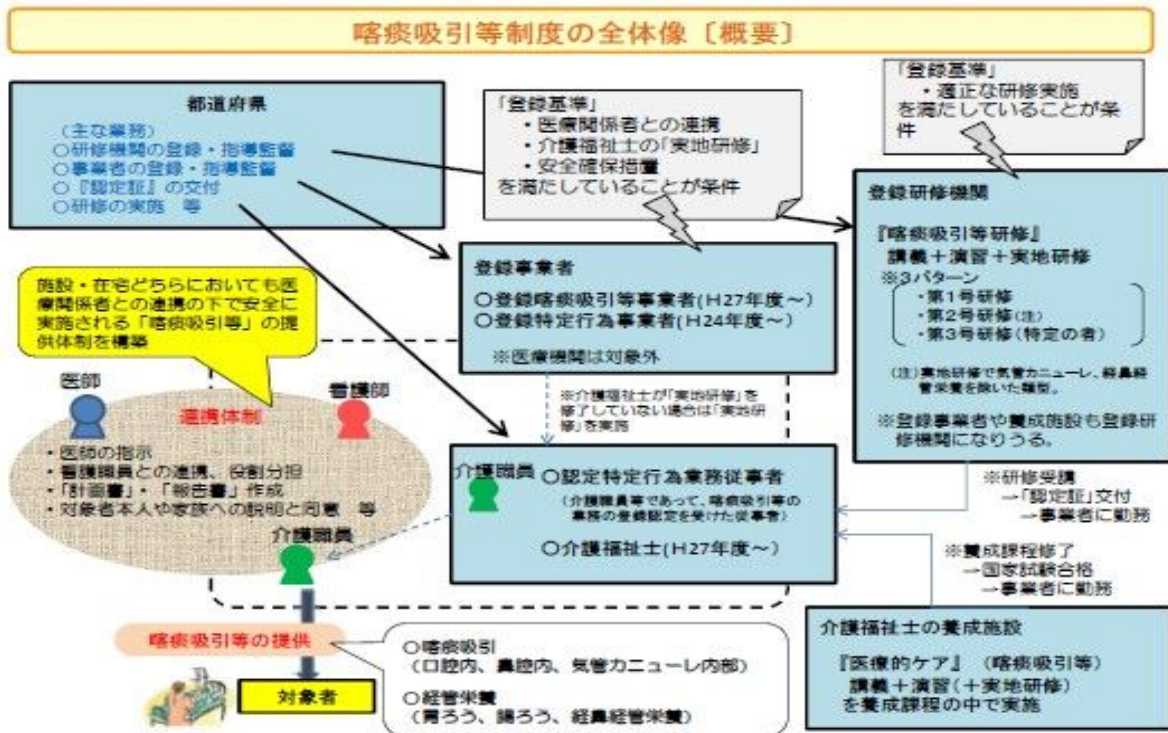 喀痰吸引等制度の全体像〔概要〕
都道府県
（主な業務）
○研修機関の登録・指導監督
○事業者の登録・指導監督
○『認定証』の交付
○研修の実施　等
「登録基準」
・医療関係者との連携
・介護福祉士の「実地研修」
・安全確保措置
を満たしていることが条件
「登録基準」
・適正な研修実施
を満たしていることが条
件
登録研修機関
『喀痰吸引等研修』
講義＋演習＋実地研修
※3パターン
・第1号研修
・第2号研修(注)
・第3号研修(特定の者)
(注)実地研修で気管カニューレ、経鼻経
管栄養を除いた類型。
※登録事業者や養成施設も登録研
修機関になりうる。
登録事業者
○登録喀痰吸引等事業者(H27年度～)
○登録特定行為事業者(H24年度～)
※医療機関は対象外
施設・在宅どちらにおいても医
療関係者との連携の下で安全に
実施される「喀痰吸引等」の提
供体制を構築
医師
看護師
連携体制
・医師の指示
・看護職員との連携、役割分担
・「計画書」・「報告書」作成
・対象者本人や家族への説明と同意　等
介護職員
※介護福祉士が「実地研修」を
修了していない場合は「実地研
修」を実施
介護職員
○認定特定行為業務従事者
(介護職員等であって、喀痰吸引等の
業務の登録認定を受けた従事者)
○介護福祉士(H27年度～)
※研修受講
→「認定証」交付
→事業者に勤務
※養成課程修了
→国家試験合格
→事業者に勤務
介護福祉士の養成施設
『医療的ケア』（喀痰吸引等）
講義＋演習(＋実地研修)
を養成課程の中で実施
喀痰吸引等の提供
対象者
○喀痰吸引
(口腔内、鼻腔内、気管カニューレ内部)
○経管栄養
(胃ろう、腸ろう、経鼻経管栄養)